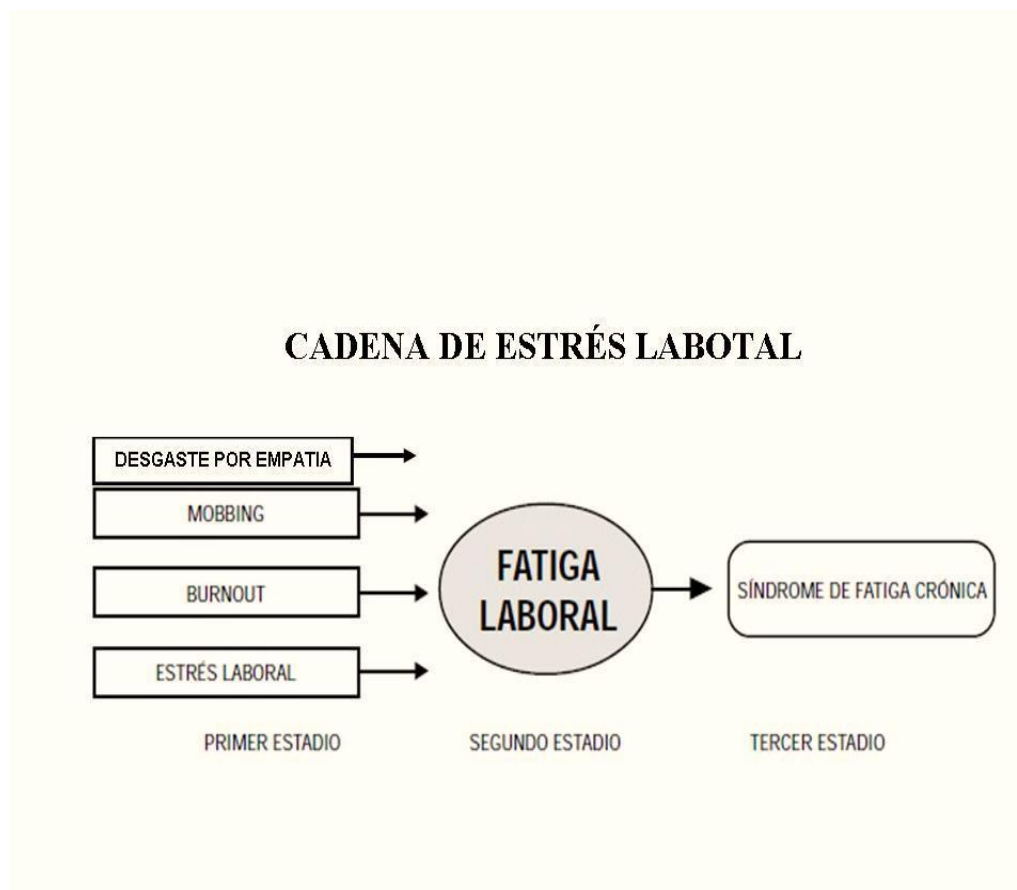 CADENA DE ESTRÉS LABOTAL
DESGASTE POR EMPATIA
MOBBING
BURNOUT
ESTRÉS LABORAL
FATIGA
LABORAL
SÍNDROME DE FATIGA CRÓNICA
PRIMER ESTADIO
SEGUNDO ESTADIO
TERCER ESTADIO